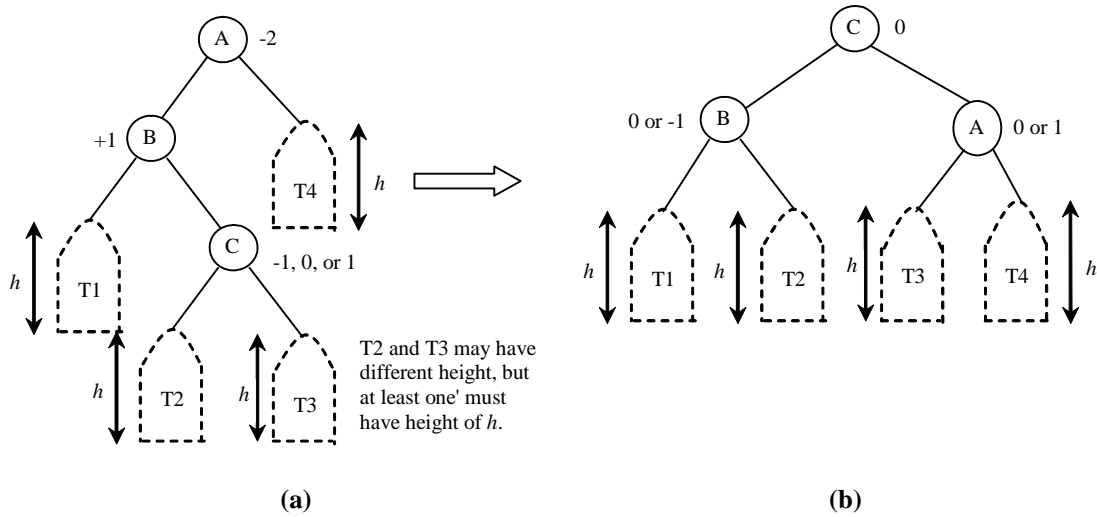 A -2
+1 B
T4 h
h T1
C -1, 0, or 1
h T2
h T3
T2 and T3 may have
different height, but
at least one' must
have height of h.
(a)
C 0
0 or -1 B
A 0 or 1
h T1
h T2
h T3
T4 h
(b)